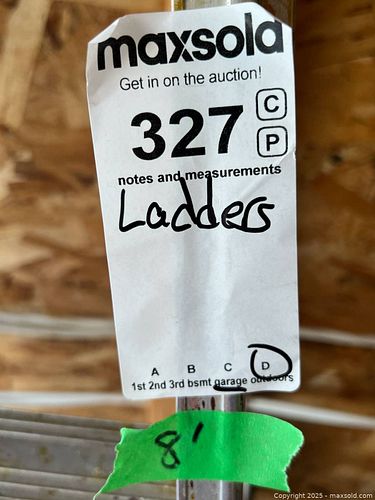 maxsold
Get in on the auction!
327 C
P
notes and measurements
Ladders
A B C D
1st 2nd 3rd bsmt garage outdoors
8'
Copyright © 2025 - maxsold.com